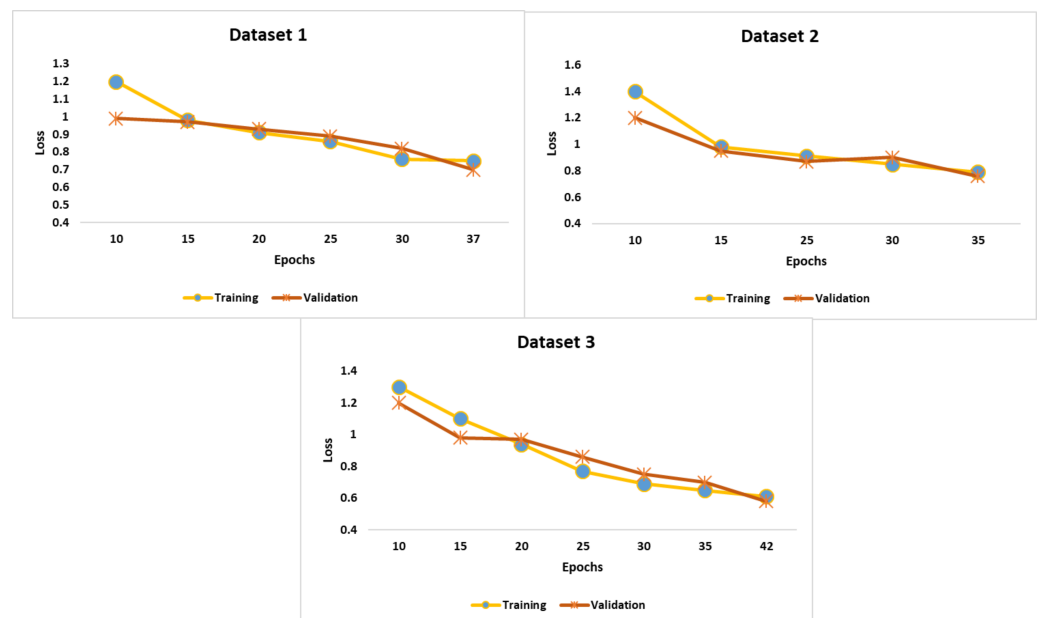 Dataset 1
1.3
1.2
1.1
1
0.9
0.8
0.7
0.6
0.5
0.4
Loss
10 15 20 25 30 37
Epochs
Training Validation
Dataset 2
1.6
1.4
1.2
1
0.8
0.6
0.4
Loss
10 15 25 30 35
Epochs
Training Validation
Dataset 3
1.4
1.2
1
0.8
0.6
0.4
Loss
10 15 20 25 30 35 42
Epochs
Training Validation